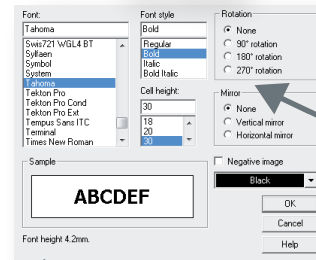 Font:
Tahoma
Swis721 WGL4 BT
Sylfaen
Symbol
System
Tahoma
Tekton Pro
Tekton Pro Cond
Tekton Pro Ext
Tempus Sans ITC
Terminal
Times New Roman
Font style
Bold
Regular
Bold
Italic
Bold Italic
Cell height:
30
18
20
30
Rotation
None
90° rotation
180° rotation
270° rotation
Mirror
None
Vertical mirror
Horizontal mirror
Sample
ABCDEF
Negative image
Black
Font height 4.2mm.
OK
Cancel
Help